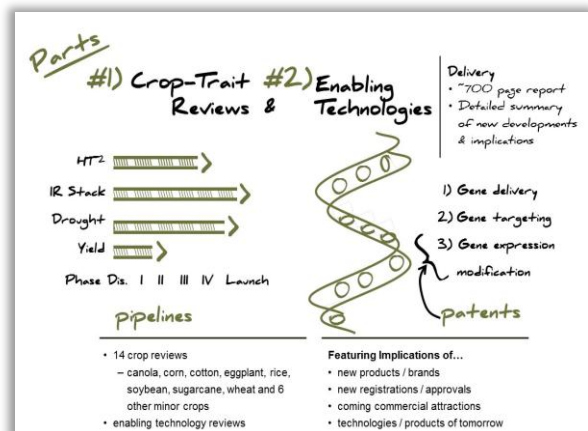 Parts
#1) Crop-Trait
Reviews &
#2) Enabling
Technologies
Delivery
• ~700 page report
• Detailed summary
of new developments
& implications
HT2
IR Stack
Drought
Yield
Phase Dis. I II III IV Launch
1) Gene delivery
2) Gene targeting
3) Gene expression
modification
pipelines
patents
• 14 crop reviews
– canola, corn, cotton, eggplant, rice,
soybean, sugarcane, wheat and 6
other minor crops
• enabling technology reviews
Featuring Implications of…
• new products / brands
• new registrations / approvals
• coming commercial attractions
• technologies / products of tomorrow